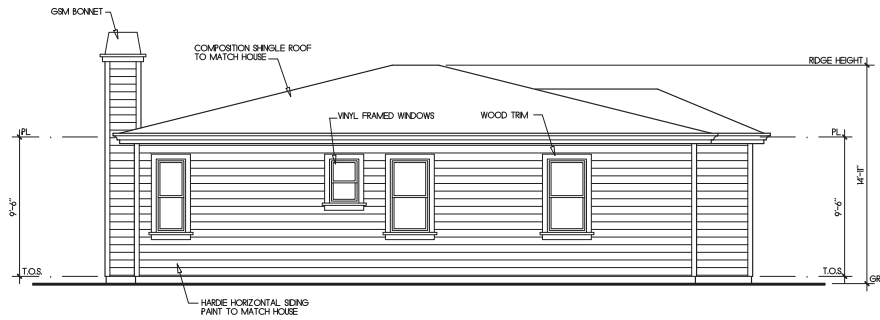 GSM BONNET
COMPOSITION SHINGLE ROOF
TO MATCH HOUSE
RIDGE HEIGHT
VINYL FRAMED WINDOWS
WOOD TRIM
PL.
PL.
9'-6"
9'-6"
14'-11"
T.O.S.
T.O.S.
GR
HARDIE HORIZONTAL SIDING
PAINT TO MATCH HOUSE